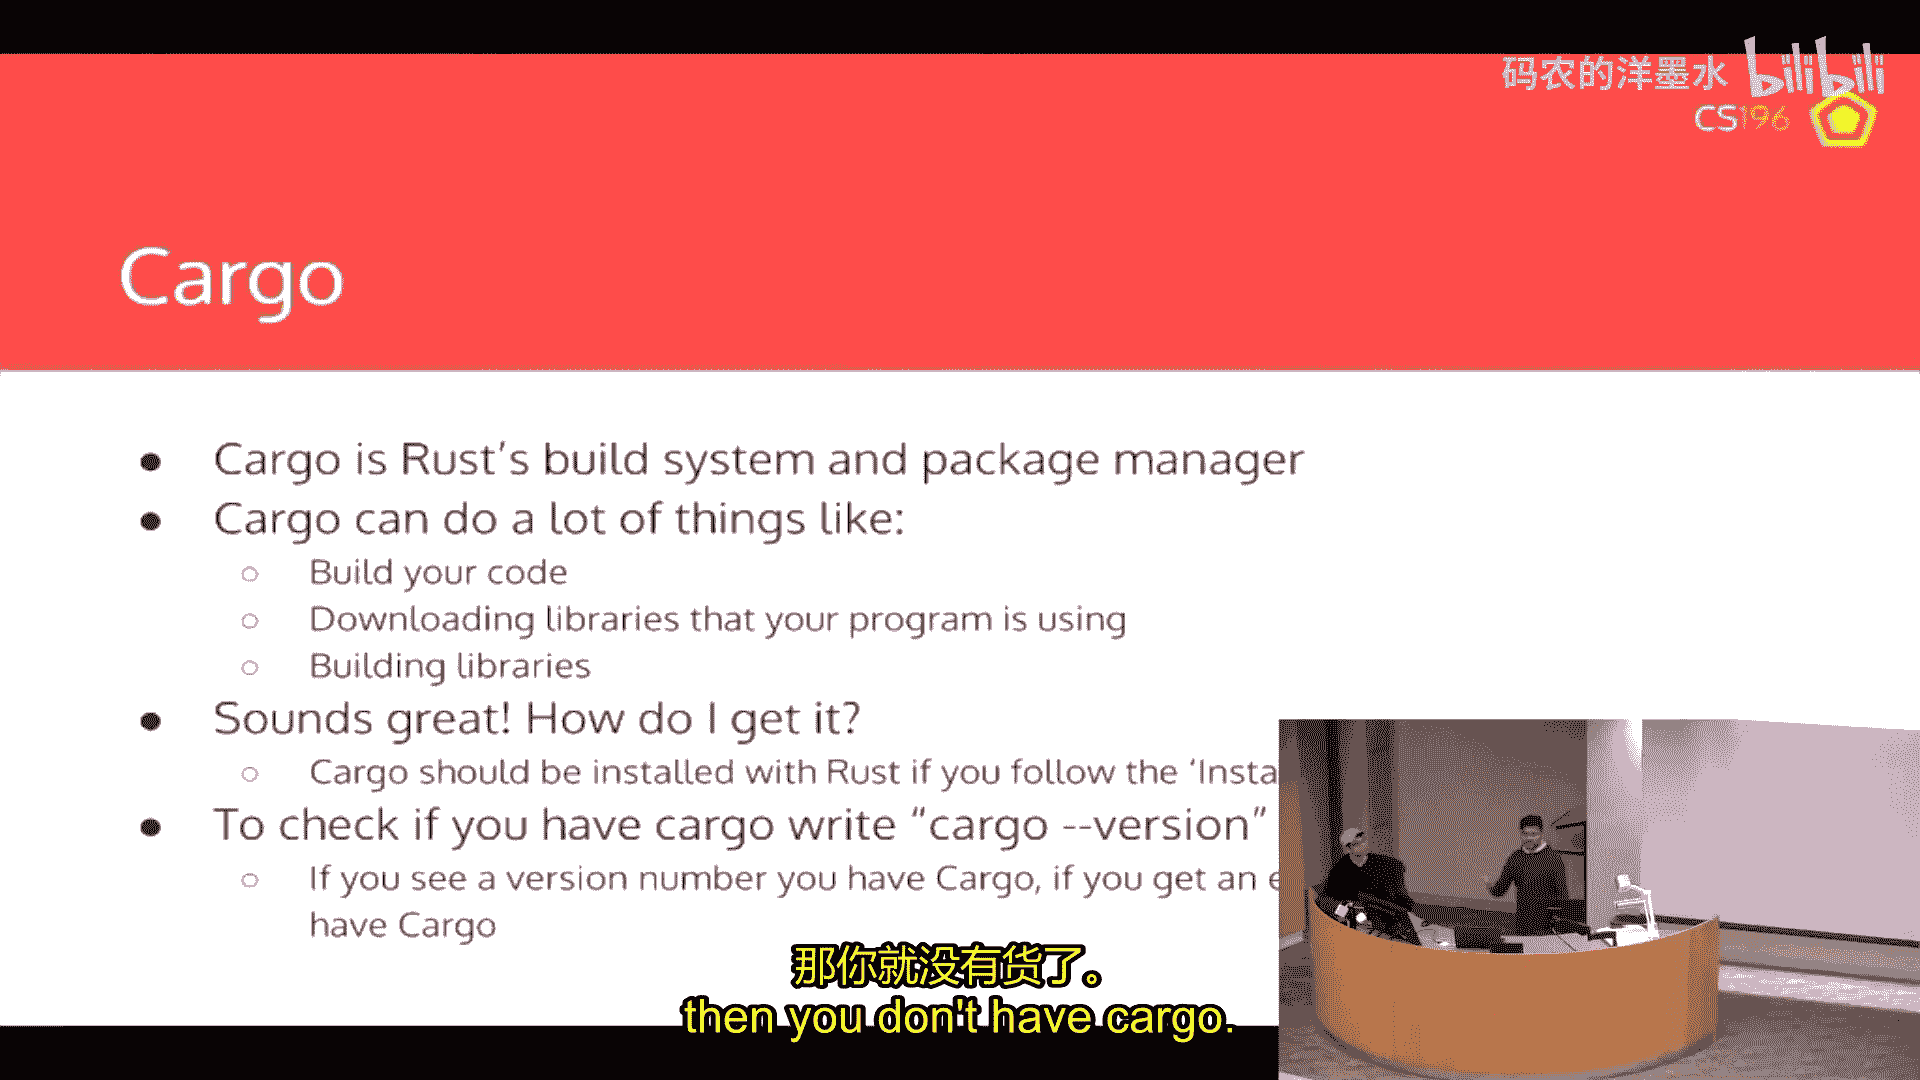 码农的洋墨水 bilibili
CS196
Cargo
● Cargo is Rust’s build system and package manager
● Cargo can do a lot of things like:
○ Build your code
○ Downloading libraries that your program is using
○ Building libraries
● Sounds great! How do I get it?
○ Cargo should be installed with Rust if you follow the ‘Insta
● To check if you have cargo write “cargo --version”
○ If you see a version number you have Cargo, if you get an e
have Cargo
那你就没有货了。
then you don't have cargo.